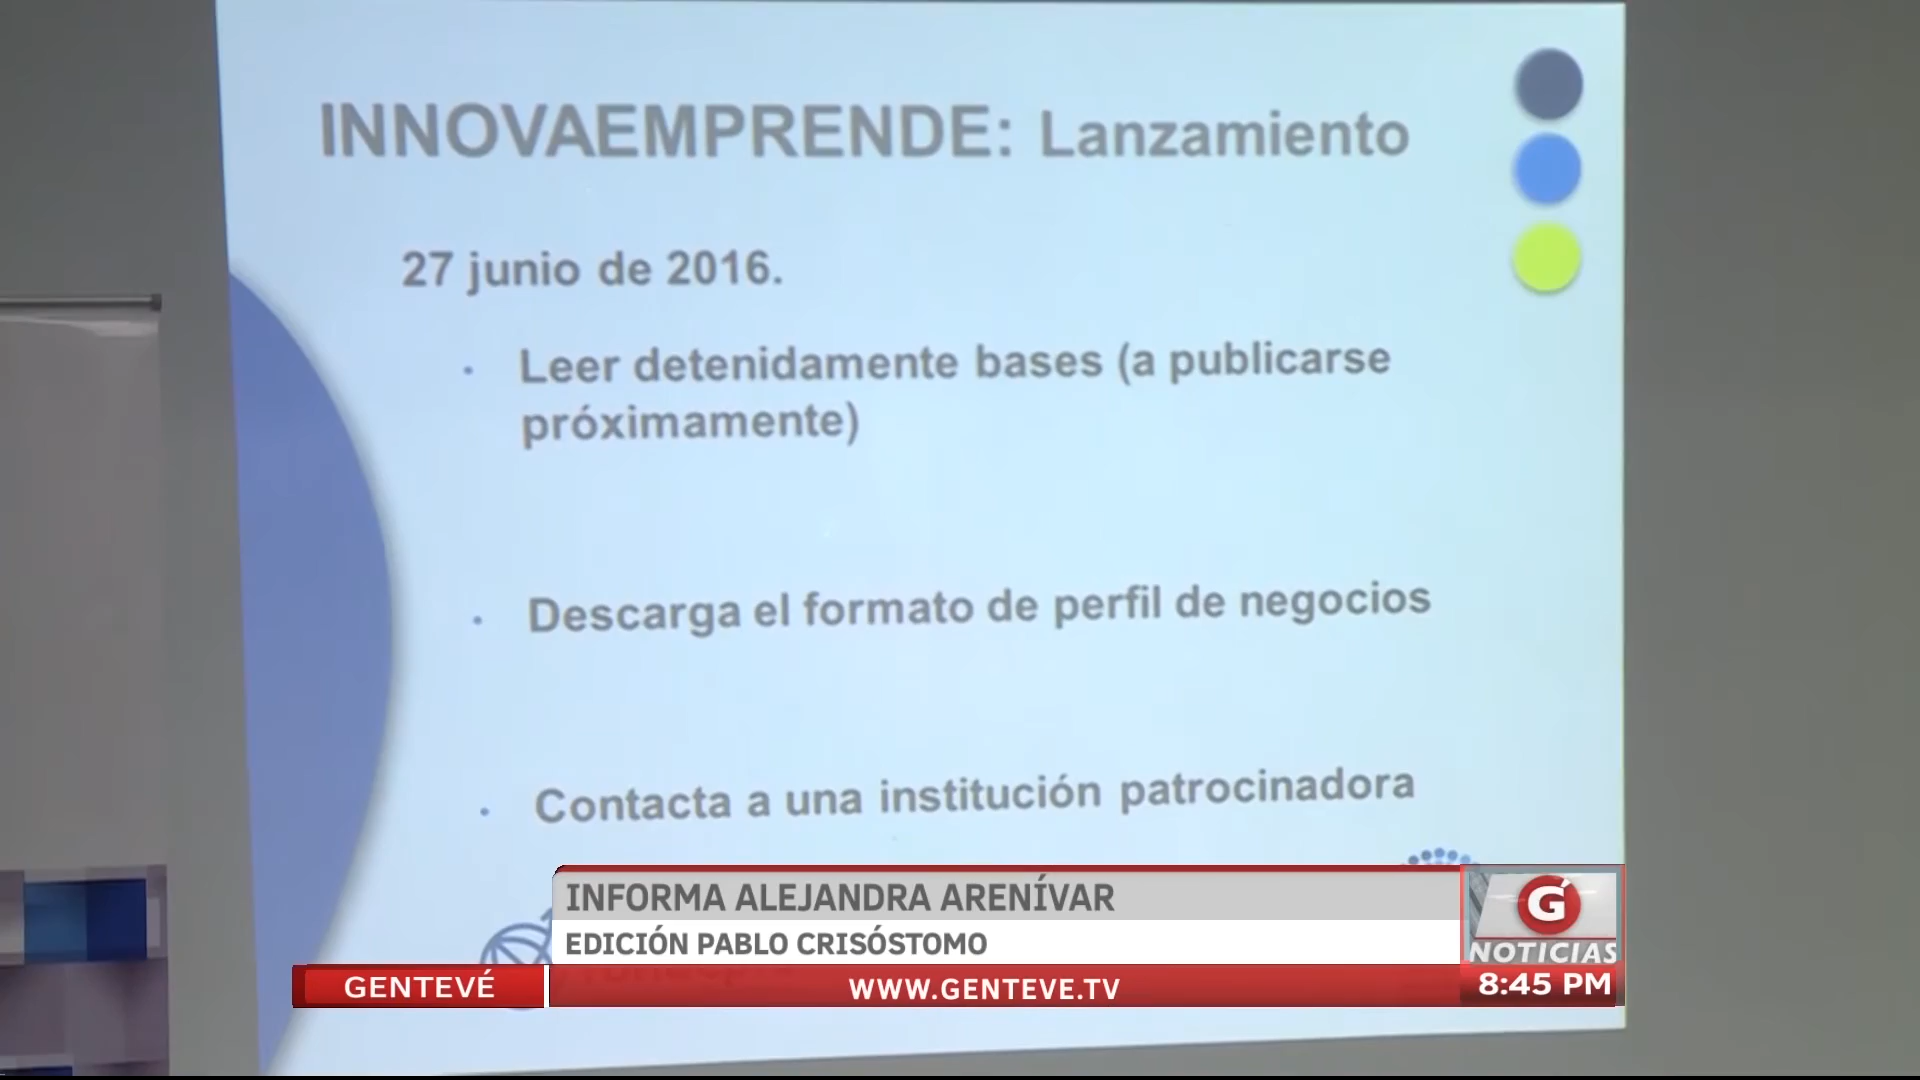 INNOVAEMPRENDE: Lanzamiento
27 junio de 2016.
• Leer detenidamente bases (a publicarse
próximamente)
• Descarga el formato de perfil de negocios
• Contacta a una institución patrocinadora
INFORMA ALEJANDRA ARENÍVAR
EDICIÓN PABLO CRISÓSTOMO
GENTEVÉ
WWW.GENTEVE.TV
Ǵ
NOTICIAS
8:45 PM